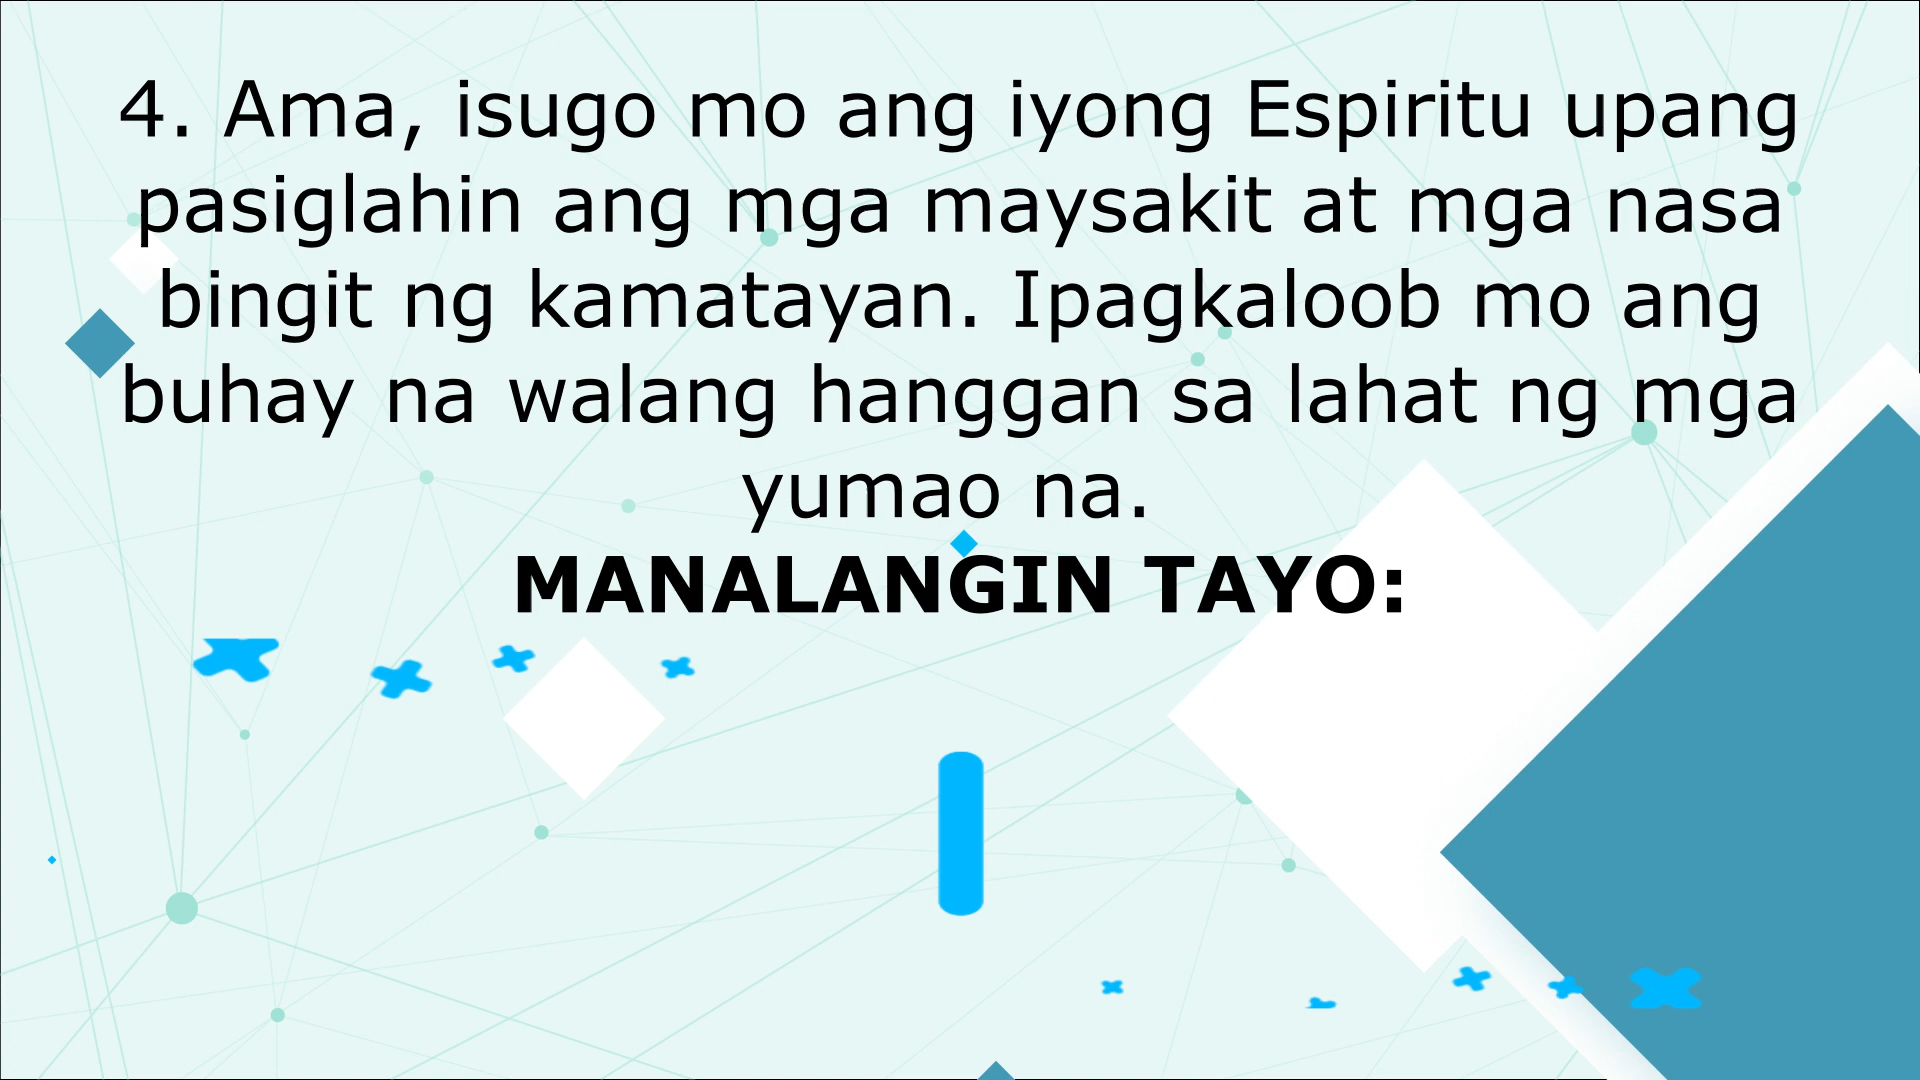 4. Ama, isugo mo ang iyong Espiritu upang
pasiglahin ang mga maysakit at mga nasa
bingit ng kamatayan. Ipagkaloob mo ang
buhay na walang hanggan sa lahat ng mga
yumao na.
MANALANGIN TAYO: